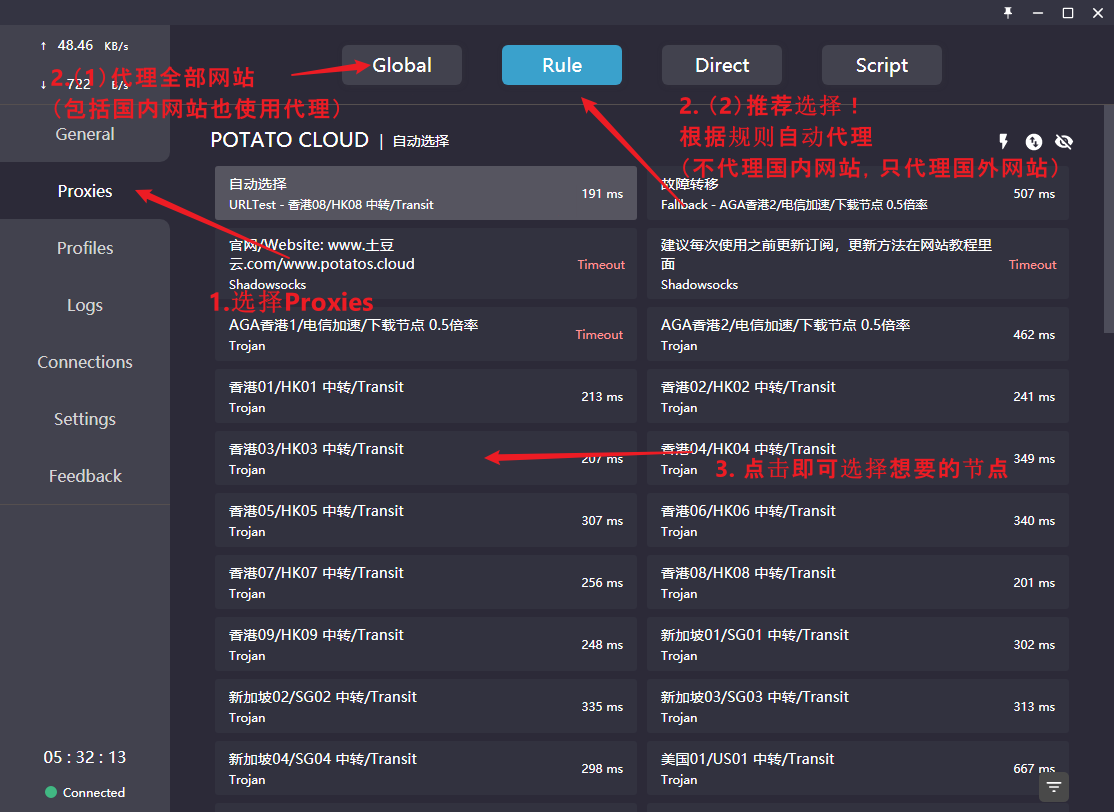 ↑ 48.46 KB/s
↓ 722 B/s
2.(1)代理全部网站
(包括国内网站也使用代理)
Global
Rule
Direct
Script
2.(2)推荐选择!
根据规则自动代理
(不代理国内网站, 只代理国外网站)
General
Proxies
Profiles
Logs
Connections
Settings
Feedback
05 : 32 : 13
Connected
POTATO CLOUD | 自动选择
自动选择
URLTest - 香港08/HK08 中转/Transit
191 ms
故障转移
Fallback - AGA香港2/电信加速/下载节点 0.5倍率
507 ms
官网/Website: www.土豆
云.com/www.potatos.cloud
Shadowsocks
Timeout
建议每次使用之前更新订阅，更新方法在网站教程里
面
Shadowsocks
Timeout
1.选择Proxies
AGA香港1/电信加速/下载节点 0.5倍率
Trojan
Timeout
AGA香港2/电信加速/下载节点 0.5倍率
Trojan
462 ms
香港01/HK01 中转/Transit
Trojan
213 ms
香港02/HK02 中转/Transit
Trojan
241 ms
香港03/HK03 中转/Transit
Trojan
207 ms
香港04/HK04 中转/Transit
Trojan
349 ms
3. 点击即可选择想要的节点
香港05/HK05 中转/Transit
Trojan
307 ms
香港06/HK06 中转/Transit
Trojan
340 ms
香港07/HK07 中转/Transit
Trojan
256 ms
香港08/HK08 中转/Transit
Trojan
201 ms
香港09/HK09 中转/Transit
Trojan
248 ms
新加坡01/SG01 中转/Transit
Trojan
302 ms
新加坡02/SG02 中转/Transit
Trojan
335 ms
新加坡03/SG03 中转/Transit
Trojan
313 ms
新加坡04/SG04 中转/Transit
Trojan
298 ms
美国01/US01 中转/Transit
Trojan
667 ms